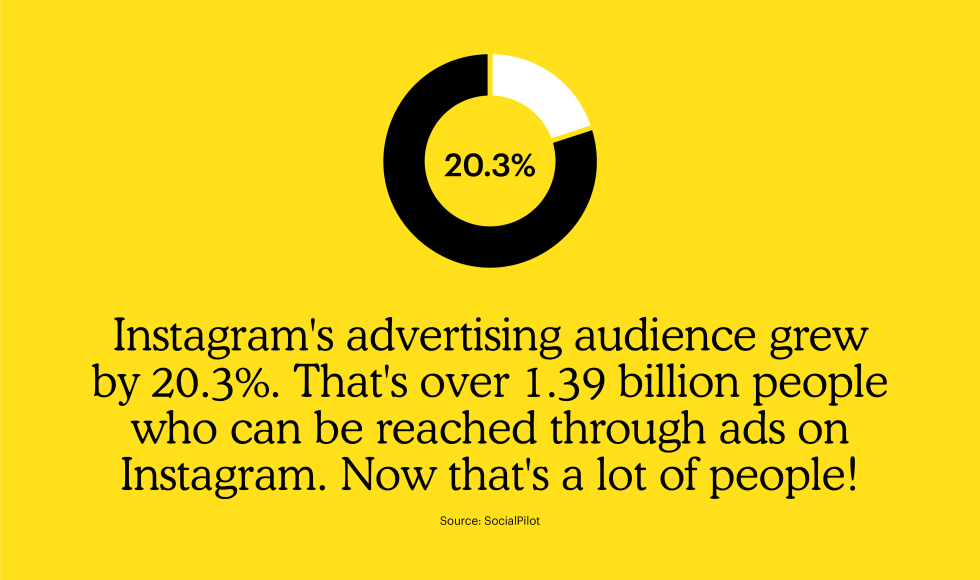 20.3%
Instagram's advertising audience grew
by 20.3%. That's over 1.39 billion people
who can be reached through ads on
Instagram. Now that's a lot of people!
Source: SocialPilot